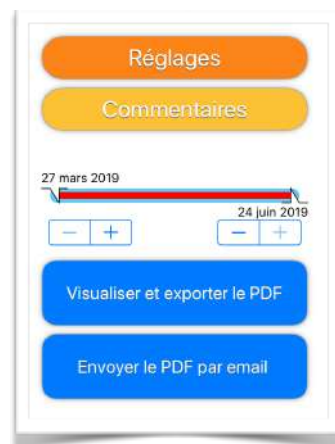 Réglages
Commentaires
27 mars 2019
24 juin 2019
− + − +
Visualiser et exporter le PDF
Envoyer le PDF par email